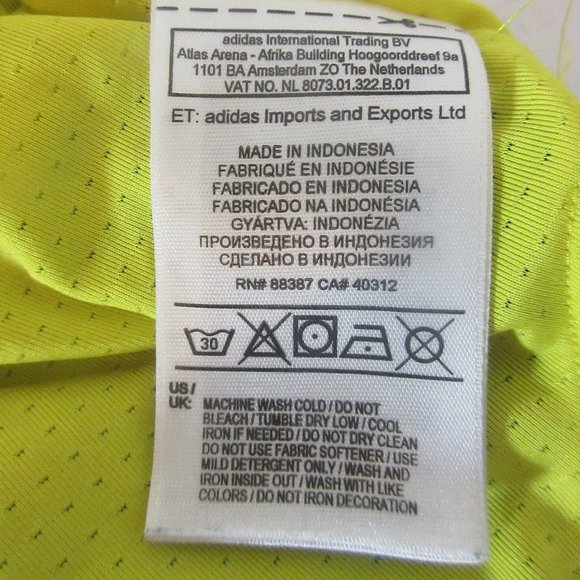 adidas International Trading BV
Atlas Arena - Afrika Building Hoogoorddreef 9a
1101 BA Amsterdam ZO The Netherlands
VAT NO. NL 8073.01.322.B.01
ET: adidas Imports and Exports Ltd
MADE IN INDONESIA
FABRIQUÉ EN INDONÉSIE
FABRICADO EN INDONESIA
FABRICADO NA INDONÉSIA
GYÁRTVA: INDONÉZIA
ПРОИЗВЕДЕНО В ИНДОНЕЗИЯ
СДЕЛАНО В ИНДОНЕЗИИ
RN# 88387 CA# 40312
30
US /
UK: MACHINE WASH COLD / DO NOT
BLEACH / TUMBLE DRY LOW / COOL
IRON IF NEEDED / DO NOT DRY CLEAN
DO NOT USE FABRIC SOFTENER / USE
MILD DETERGENT ONLY / WASH AND
IRON INSIDE OUT / WASH WITH LIKE
COLORS / DO NOT IRON DECORATION